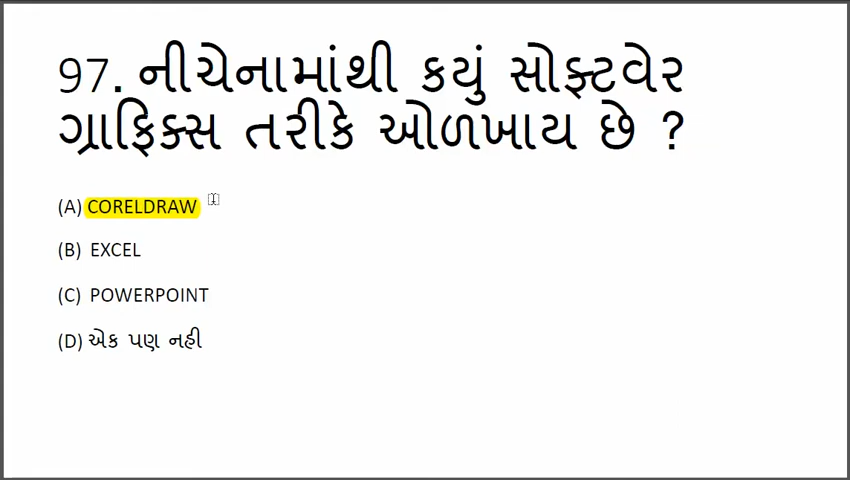 97. નીચેનામાંથી કયું સોફ્ટવેર
ગ્રાફિક્સ તરીકે ઓળખાય છે ?
(A) CORELDRAW
(B) EXCEL
(C) POWERPOINT
(D) એક પણ નહી